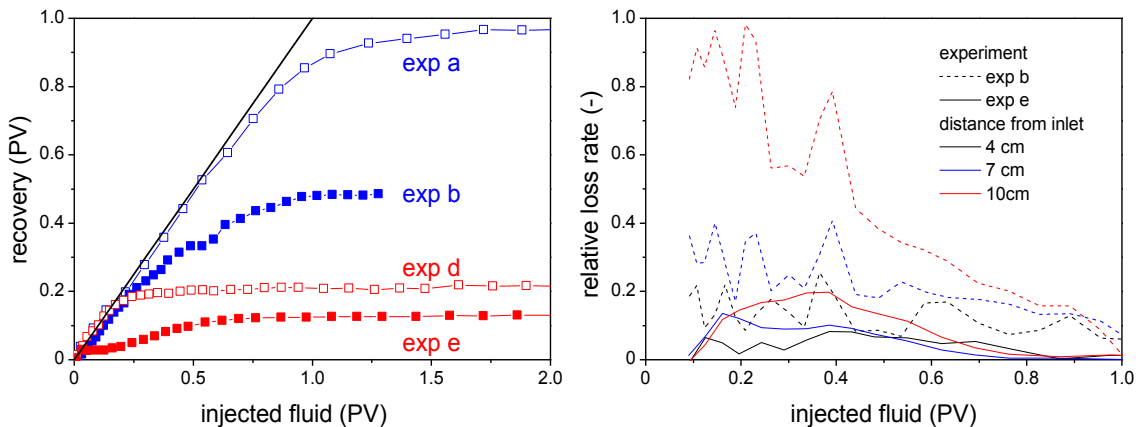 1.0
0.8
0.6
0.4
0.2
0.0
0
0.5
1.0
1.5
2.0
recovery (PV)
injected fluid (PV)
exp a
exp b
exp d
exp e
1.0
0.8
0.6
0.4
0.2
0.0
0
0.2
0.4
0.6
0.8
1.0
relative loss rate (-)
injected fluid (PV)
experiment
exp b
exp e
distance from inlet
4 cm
7 cm
10cm